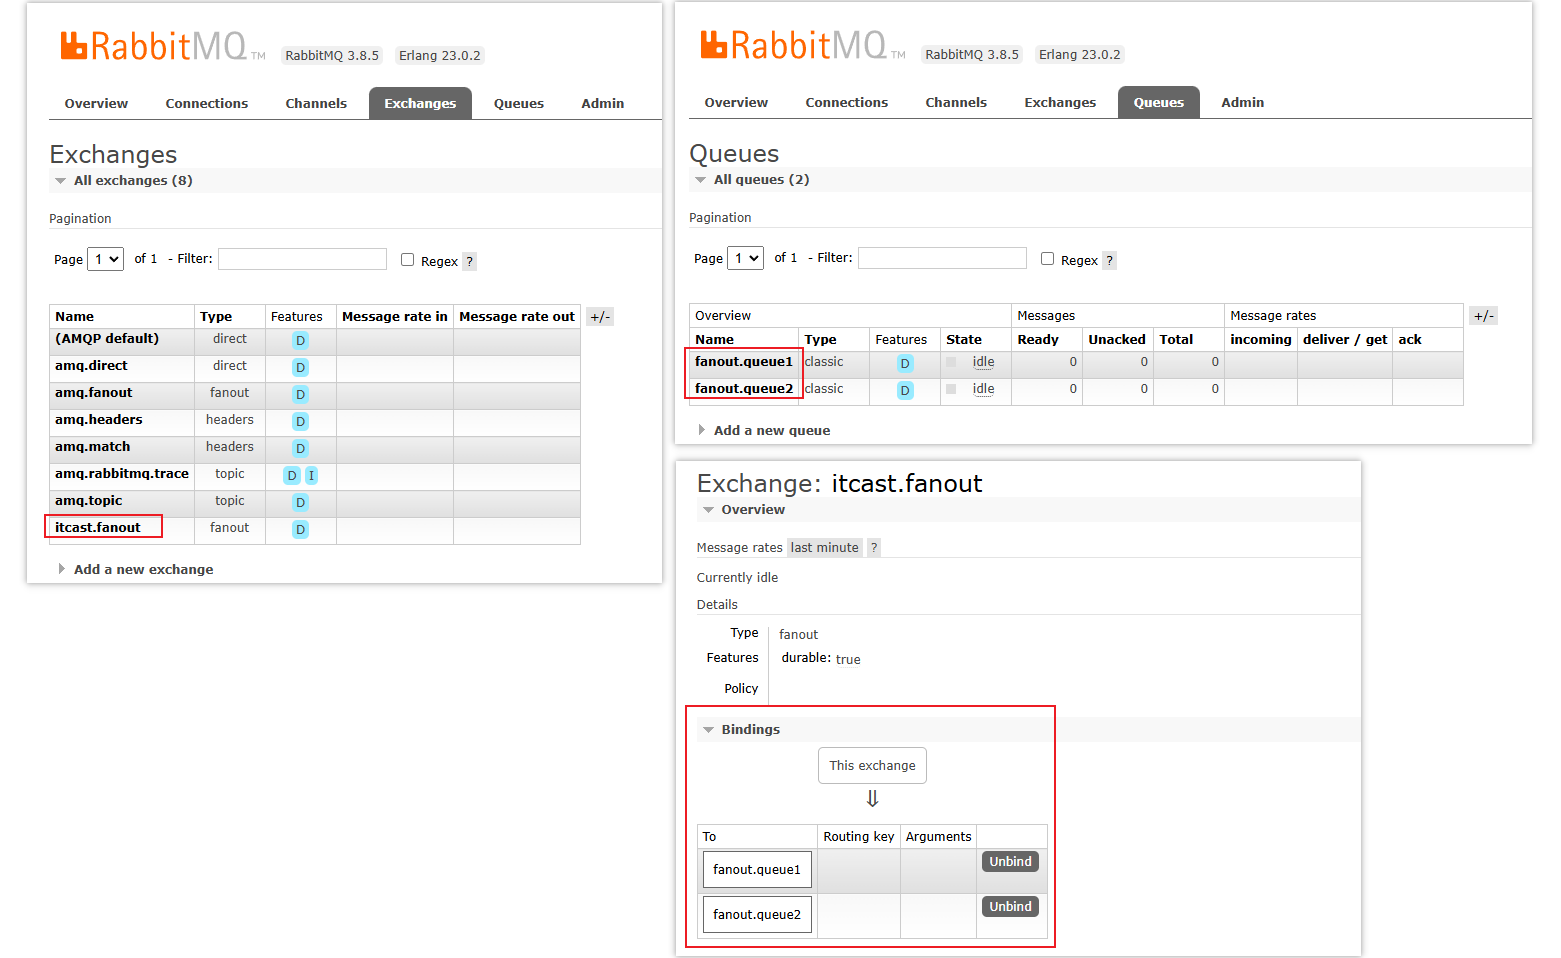 RabbitMQ TM RabbitMQ 3.8.5 Erlang 23.0.2
Overview Connections Channels Exchanges Queues Admin
Exchanges
All exchanges (8)
Pagination
Page 1 of 1 - Filter: Regex ?
Name Type Features Message rate in Message rate out +/-
(AMQP default) direct D
amq.direct direct D
amq.fanout fanout D
amq.headers headers D
amq.match headers D
amq.rabbitmq.trace topic D I
amq.topic topic D
itcast.fanout fanout D
Add a new exchange
RabbitMQ TM RabbitMQ 3.8.5 Erlang 23.0.2
Overview Connections Channels Exchanges Queues Admin
Queues
All queues (2)
Pagination
Page 1 of 1 - Filter: Regex ?
Overview Messages Message rates +/-
Name Type Features State Ready Unacked Total incoming deliver / get ack
fanout.queue1 classic D idle 0 0 0
fanout.queue2 classic D idle 0 0 0
Add a new queue
Exchange: itcast.fanout
Overview
Message rates last minute ?
Currently idle
Details
Type fanout
Features durable: true
Policy
Bindings
This exchange
⇓
To Routing key Arguments
fanout.queue1 Unbind
fanout.queue2 Unbind